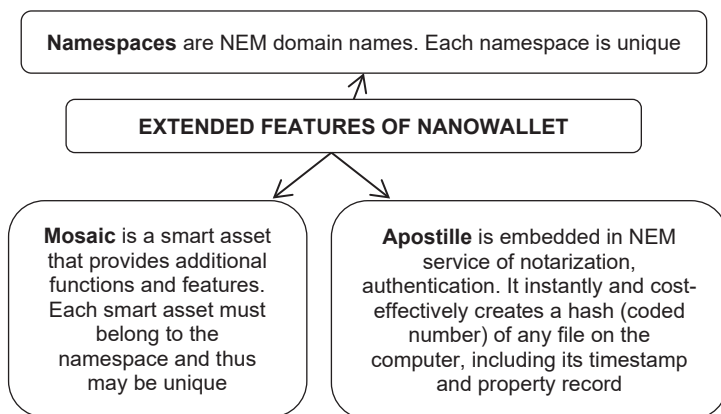 Namespaces are NEM domain names. Each namespace is unique
EXTENDED FEATURES OF NANOWALLET
Mosaic is a smart asset
that provides additional
functions and features.
Each smart asset must
belong to the
namespace and thus
may be unique
Apostille is embedded in NEM
service of notarization,
authentication. It instantly and cost-
effectively creates a hash (coded
number) of any file on the
computer, including its timestamp
and property record